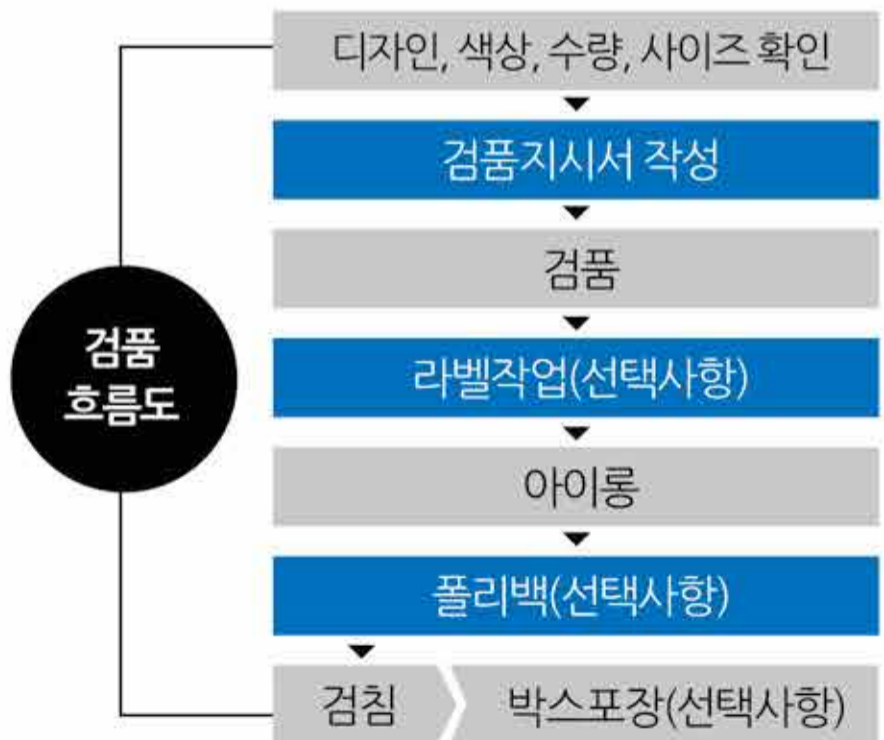 디자인, 색상, 수량, 사이즈 확인
검품지시서 작성
검품
라벨작업(선택사항)
아이롱
폴리백(선택사항)
검침
박스포장(선택사항)
검품
흐름도